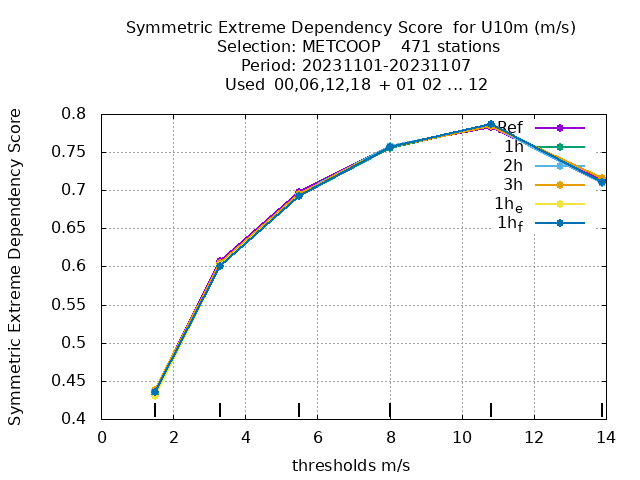 Symmetric Extreme Dependency Score for U10m (m/s)
Selection: METCOOP 471 stations
Period: 20231101-20231107
Used 00,06,12,18 + 01 02 ... 12
Symmetric Extreme Dependency Score
0.8
0.75
0.7
0.65
0.6
0.55
0.5
0.45
0.4
Ref
1h
2h
3h
1he
1hf
0 2 4 6 8 10 12 14
thresholds m/s